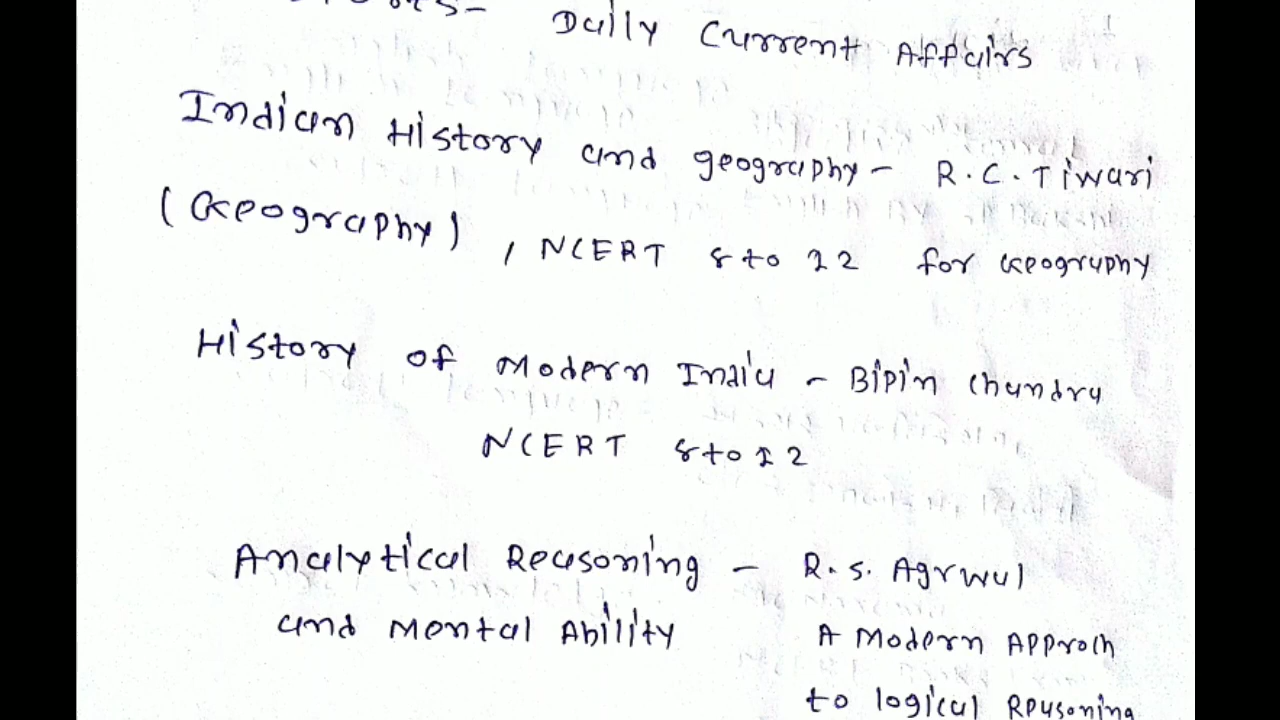 Daily Current Affairs
Indian History and geography - R.C. Tiwari
(Geography), NCERT 8 to 12 for Geography
History of Modern India - Bipin Chandra
NCERT 8 to 12
Analytical Reasoning - R. S. Agrwal
and Mental Ability A Modern Approch
to logical Reasoning